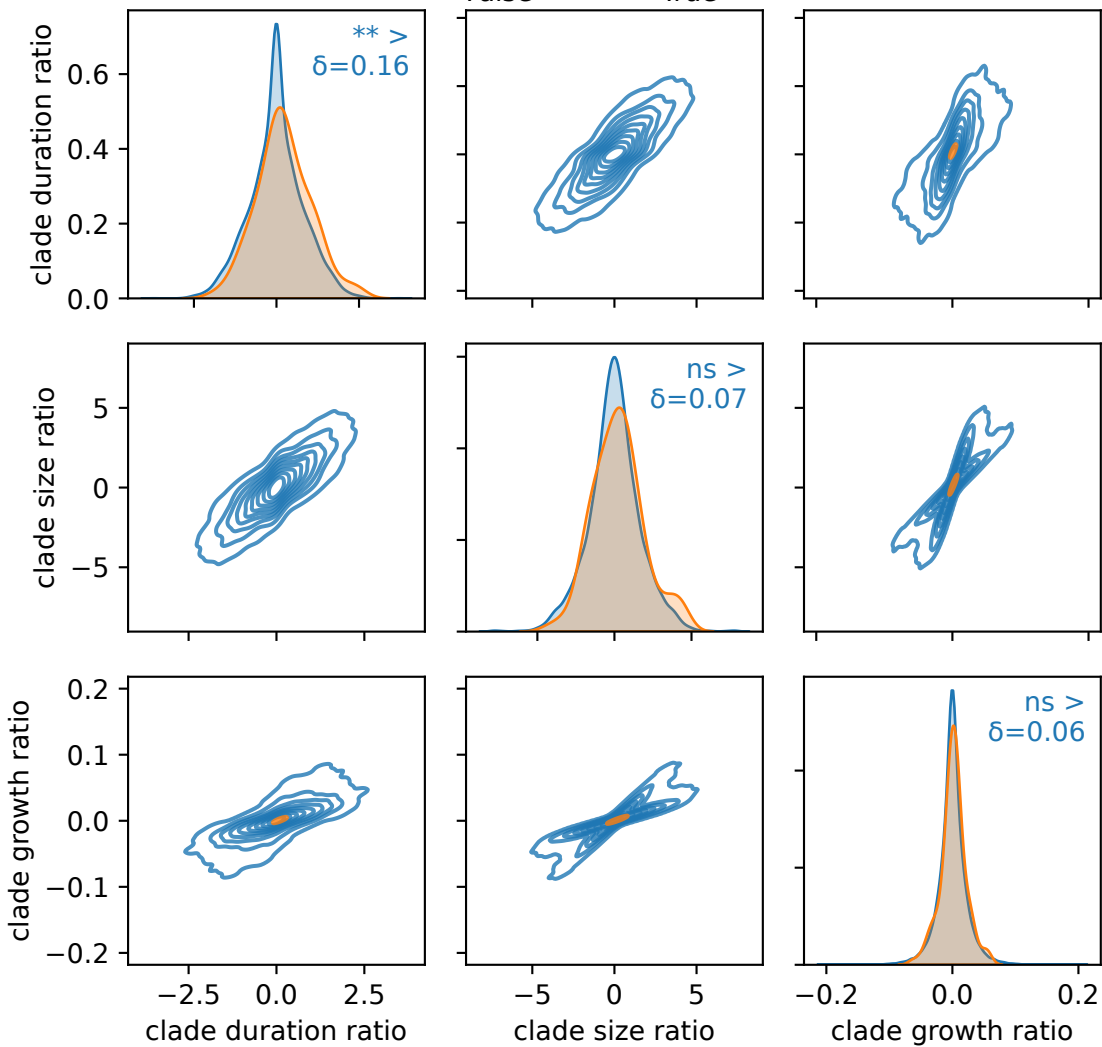 ** >
δ=0.16
clade duration ratio
0.6
0.4
0.2
0.0
ns >
δ=0.07
clade size ratio
5
0
−5
ns >
δ=0.06
clade growth ratio
0.2
0.1
0.0
−0.1
−0.2
−2.5 0.0 2.5 −5 0 5 −0.2 0.0 0.2
clade duration ratio clade size ratio clade growth ratio